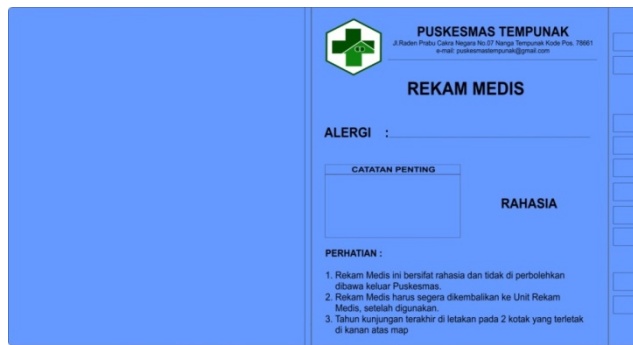 PUSKESMAS TEMPUNAK
Jl.Raden Prabu Cakra Negara No.07 Nanga Tempunak Kode Pos. 78661
e-mail: puskesmastempunak@gmail.com
REKAM MEDIS
ALERGI :
CATATAN PENTING
RAHASIA
PERHATIAN :
1. Rekam Medis ini bersifat rahasia dan tidak di perbolehkan
dibawa keluar Puskesmas.
2. Rekam Medis harus segera dikembalikan ke Unit Rekam
Medis, setelah digunakan.
3. Tahun kunjungan terakhir di letakan pada 2 kotak yang terletak
di kanan atas map